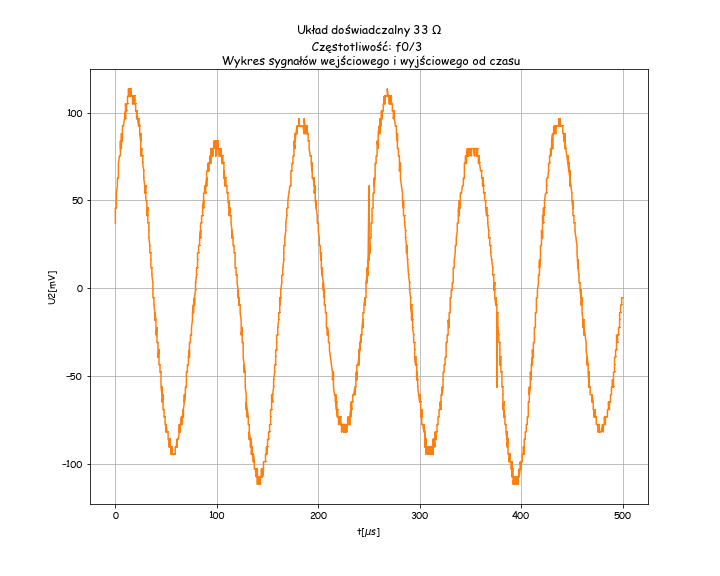 Układ doświadczalny 33 Ω
Częstotliwość: f0/3
Wykres sygnałów wejściowego i wyjściowego od czasu
U2[mV]
100
50
0
−50
−100
0
100
200
300
400
500
t[μs]